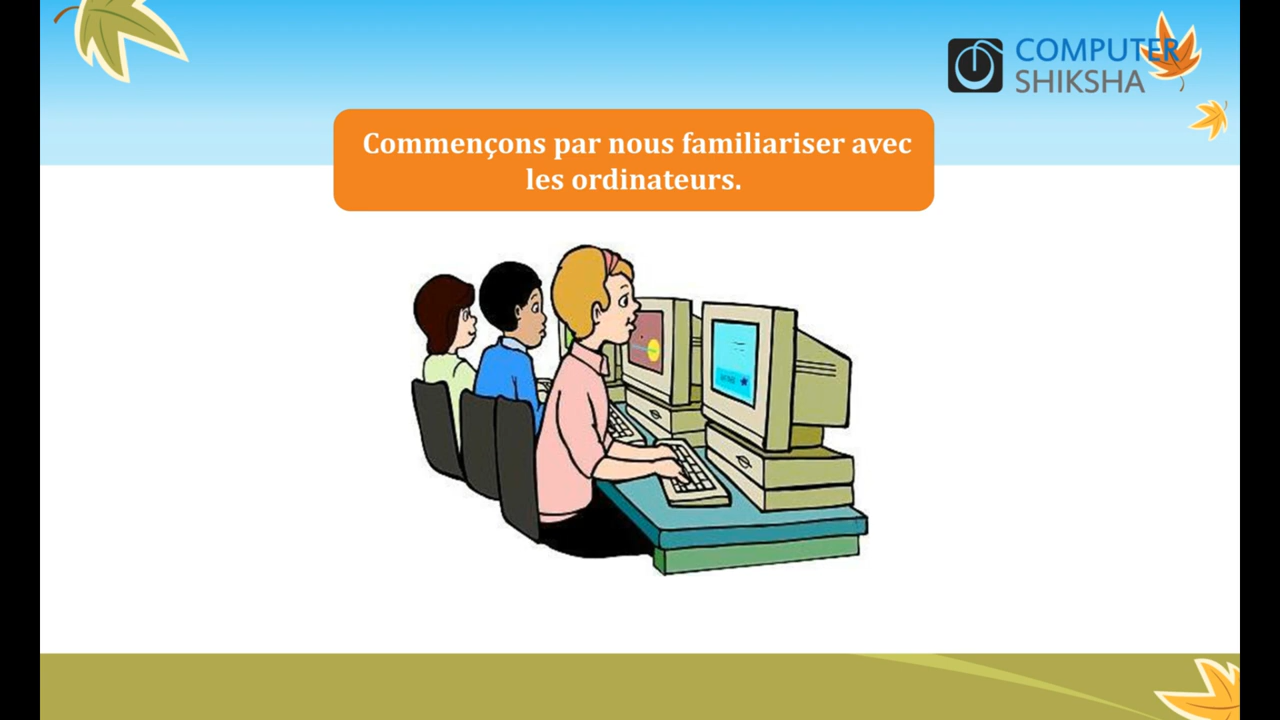 COMPUTER
SHIKSHA
Commençons par nous familiariser avec
les ordinateurs.